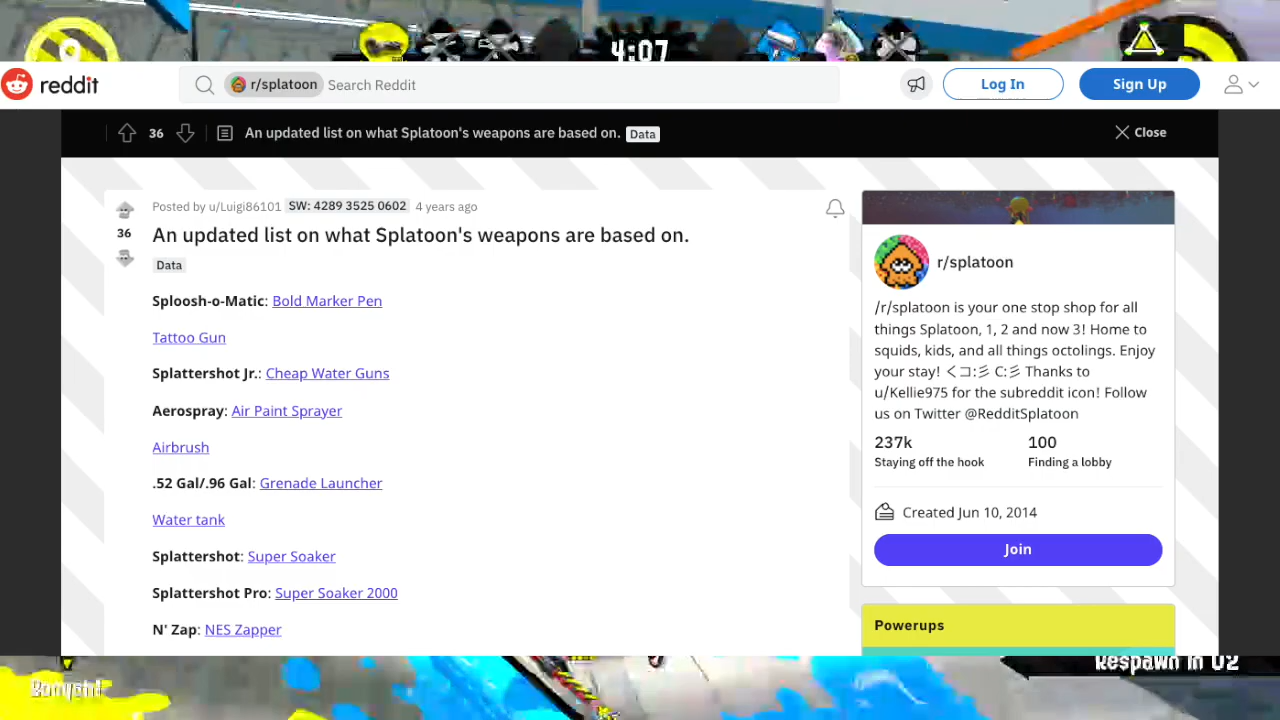 4:07
reddit
r/splatoon
Search Reddit
Log In
Sign Up
36
An updated list on what Splatoon's weapons are based on.
Data
Close
Posted by u/Luigi86101 SW: 4289 3525 0602 4 years ago
36
An updated list on what Splatoon's weapons are based on.
Data
Sploosh-o-Matic: Bold Marker Pen
Tattoo Gun
Splattershot Jr.: Cheap Water Guns
Aerospray: Air Paint Sprayer
Airbrush
.52 Gal/.96 Gal: Grenade Launcher
Water tank
Splattershot: Super Soaker
Splattershot Pro: Super Soaker 2000
N' Zap: NES Zapper
r/splatoon
/r/splatoon is your one stop shop for all
things Splatoon, 1, 2 and now 3! Home to
squids, kids, and all things octolings. Enjoy
your stay! くコ:彡 C:彡 Thanks to
u/Kellie975 for the subreddit icon! Follow
us on Twitter @RedditSplatoon
237k
Staying off the hook
100
Finding a lobby
Created Jun 10, 2014
Join
Powerups
Booyah!
Respawn in 02